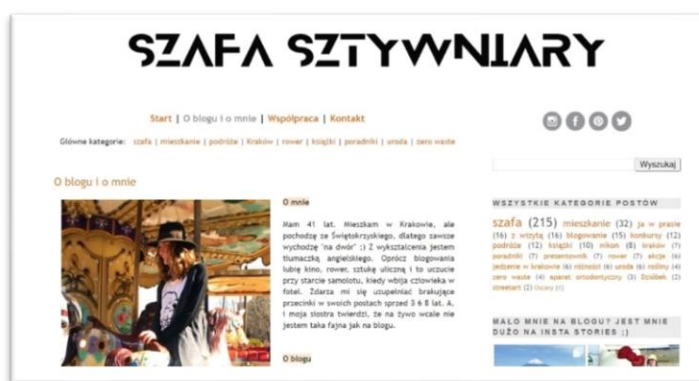 SZAFA SZTYWNIARY
Start | O blogu i o mnie | Współpraca | Kontakt
Główne kategorie: szafa | mieszkanie | podróże | Kraków | rower | książki | poradniki | uroda | zero waste
Wyszukaj
O blogu i o mnie
O mnie
Mam 41 lat. Mieszkam w Krakowie, ale
pochodzę ze Świętokrzyskiego, dlatego zawsze
wychodzę "na dwór" :) Z wykształcenia jestem
tłumaczką angielskiego. Oprócz blogowania
lubię kino, rower, sztukę uliczną i to uczucie
przy starcie samolotu, kiedy wbija człowieka w
fotel. Zdarza mi się uzupełniać brakujące
przecinki w swoich postach sprzed 3 i 8 lat. A,
i moja siostra twierdzi, że na żywo wcale nie
jestem taka fajna jak na blogu.
O blogu
WSZYSTKIE KATEGORIE POSTÓW
szafa (215) mieszkanie (32) ja w prasie
(16) z wizytą (16) blogowanie (15) konkursy (12)
podróże (12) książki (10) nikon (8) kraków (7)
poradniki (7) prezentownik (7) rower (7) akcje (6)
jedzenie w krakowie (6) różności (6) uroda (6) rośliny (4)
zero waste (4) aparat ortodontyczny (3) Dziubek (2)
streetart (2) Oscary (1)
MAŁO MNIE NA BLOGU? JEST MNIE
DUŻO NA INSTA STORIES ;)